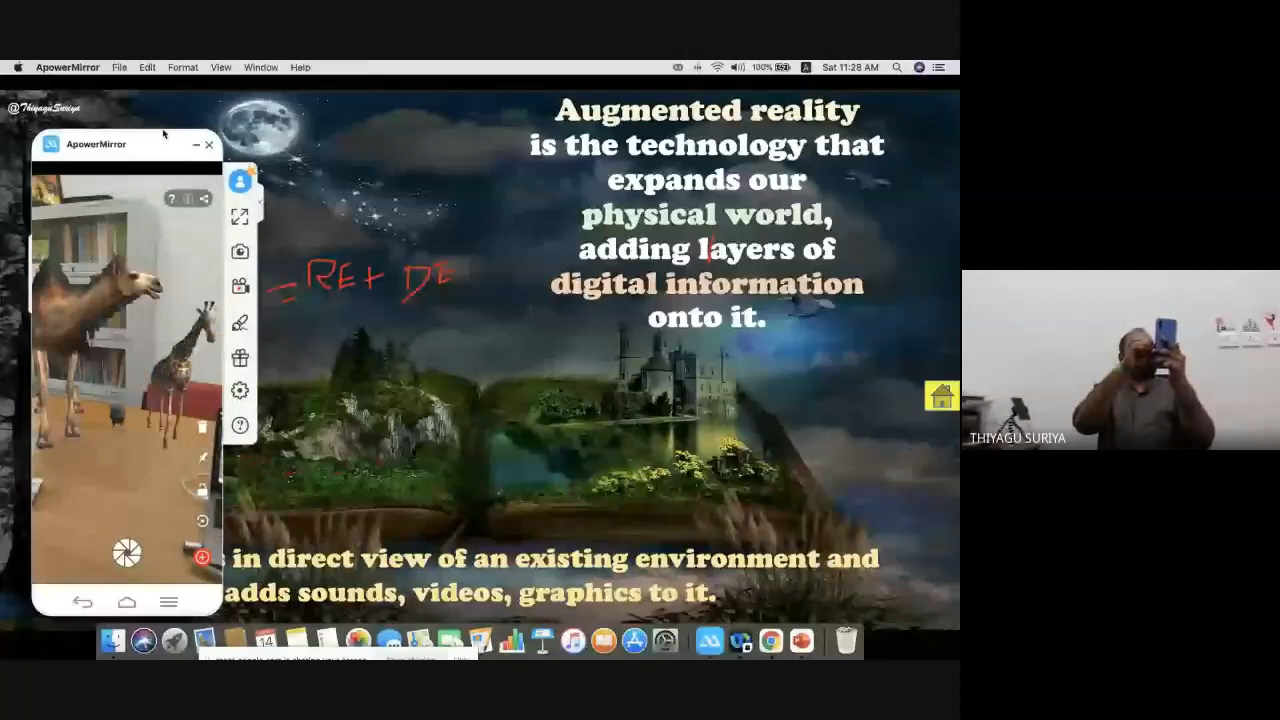 ApowerMirror File Edit Format View Window Help 100% Sat 11:28 AM
@ThiyaguSuriya
ApowerMirror
Augmented reality
is the technology that
expands our
physical world,
adding layers of
digital information
onto it.
= RE+ DE
THIYAGU SURIYA
in direct view of an existing environment and
adds sounds, videos, graphics to it.
14